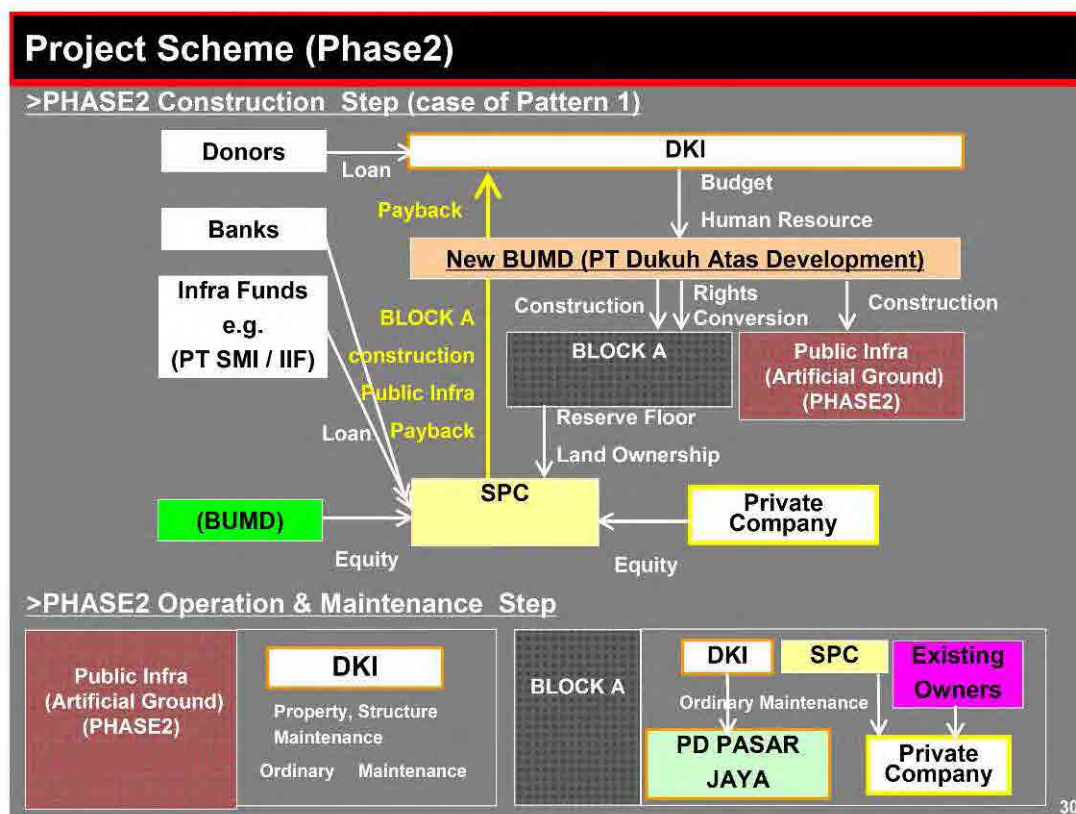 Project Scheme (Phase2)
>PHASE2 Construction Step (case of Pattern 1)
Donors
Loan
DKI
Payback
Budget
Human Resource
Banks
New BUMD (PT Dukuh Atas Development)
Infra Funds
e.g.
(PT SMI / IIF)
Construction
Rights
Conversion
Construction
BLOCK A
construction
Public Infra
Payback
BLOCK A
Public Infra
(Artificial Ground)
(PHASE2)
Loan
Reserve Floor
Land Ownership
SPC
(BUMD)
Equity
Private
Company
Equity
>PHASE2 Operation & Maintenance Step
Public Infra
(Artificial Ground)
(PHASE2)
DKI
Property, Structure
Maintenance
Ordinary Maintenance
BLOCK A
DKI
SPC
Existing
Owners
Ordinary Maintenance
PD PASAR
JAYA
Private
Company
30